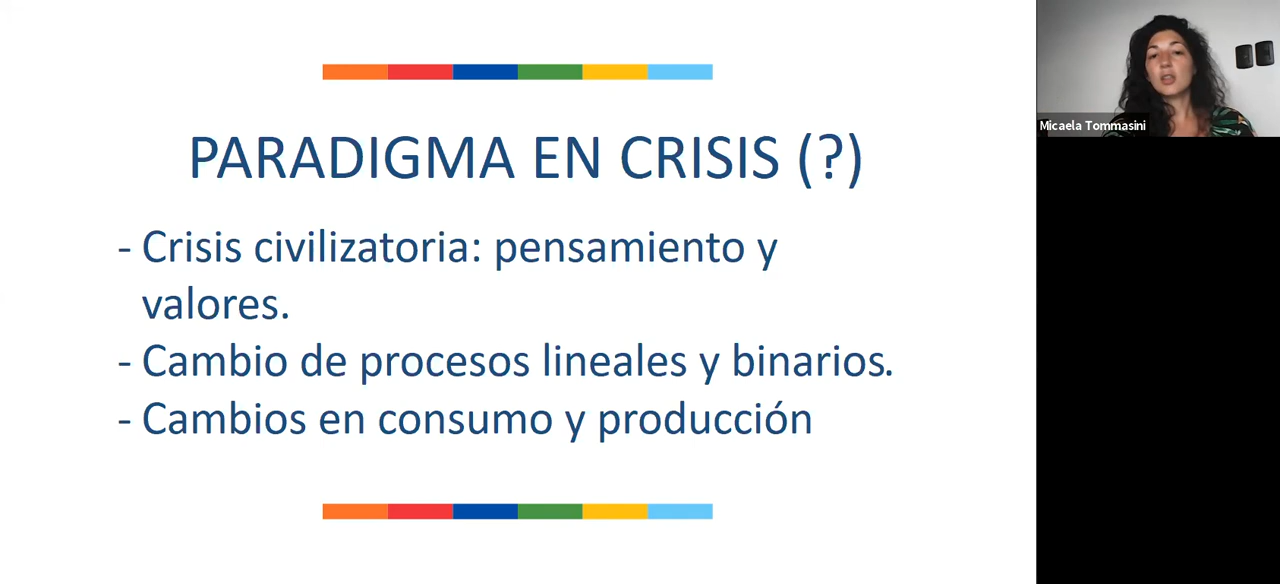 PARADIGMA EN CRISIS (?)
- Crisis civilizatoria: pensamiento y
valores.
- Cambio de procesos lineales y binarios.
- Cambios en consumo y producción
Micaela Tommasini